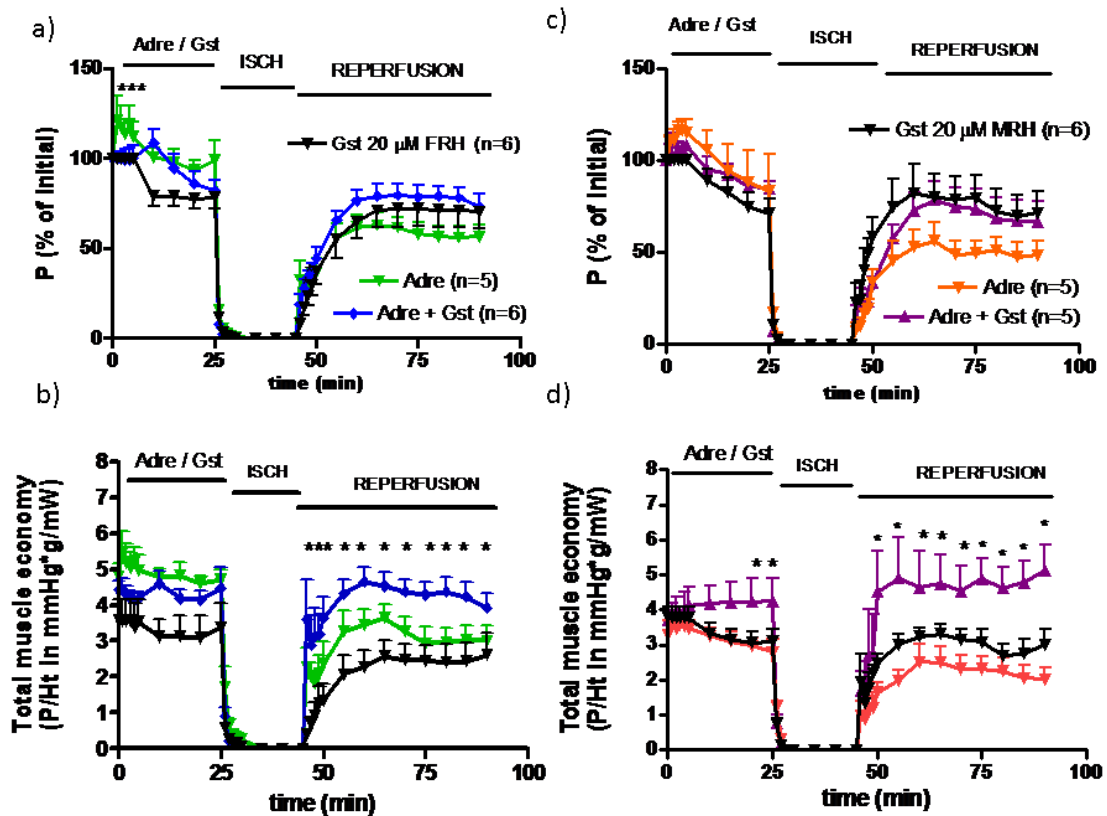 a)
Adre / Gst
ISCH
REPERFUSION
150
100
50
0
P (% of initial)
***
Gst 20 µM FRH (n=6)
Adre (n=5)
Adre + Gst (n=6)
0 25 50 75 100
time (min)
c)
Adre / Gst
ISCH
REPERFUSION
150
100
50
0
P (% of initial)
Gst 20 µM MRH (n=6)
Adre (n=5)
Adre + Gst (n=5)
0 25 50 75 100
time (min)
b)
Adre / Gst
ISCH
REPERFUSION
8
7
6
5
4
3
2
1
0
Total muscle economy
(P/Ht In mmHg*g/mW)
**** * * * * * * * *
0 25 50 75 100
time (min)
d)
Adre / Gst
ISCH
REPERFUSION
8
7
6
5
4
3
2
1
0
Total muscle economy
(P/Ht In mmHg*g/mW)
* * * * * * * * * * *
0 25 50 75 100
time (min)